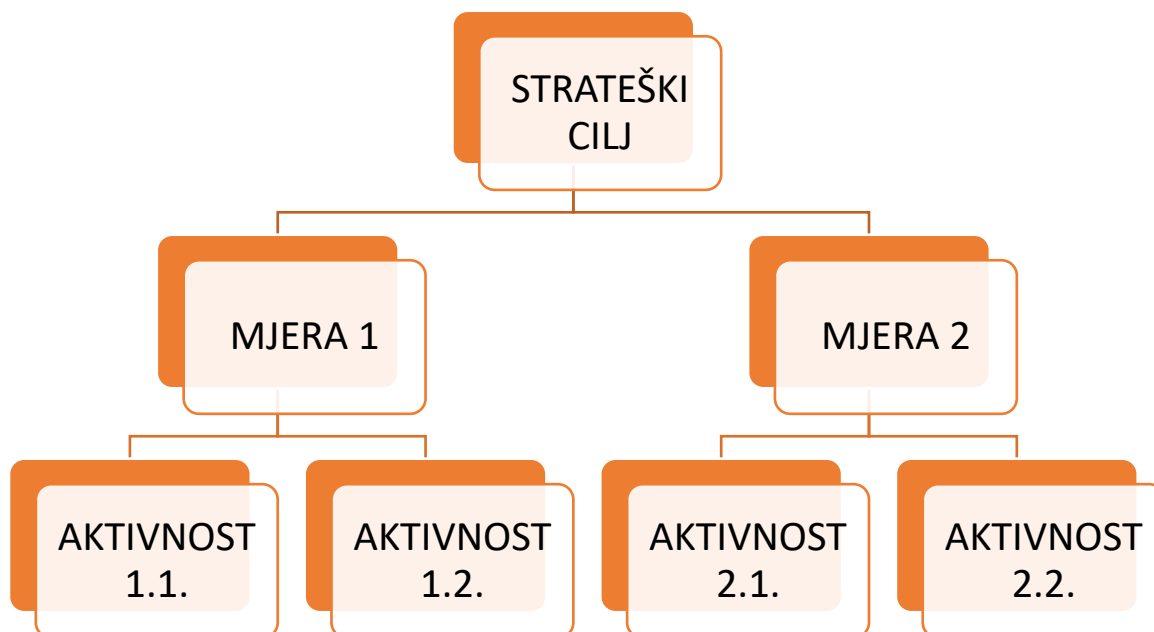 STRATEŠKI
CILJ
MJERA 1
MJERA 2
AKTIVNOST
1.1.
AKTIVNOST
1.2.
AKTIVNOST
2.1.
AKTIVNOST
2.2.